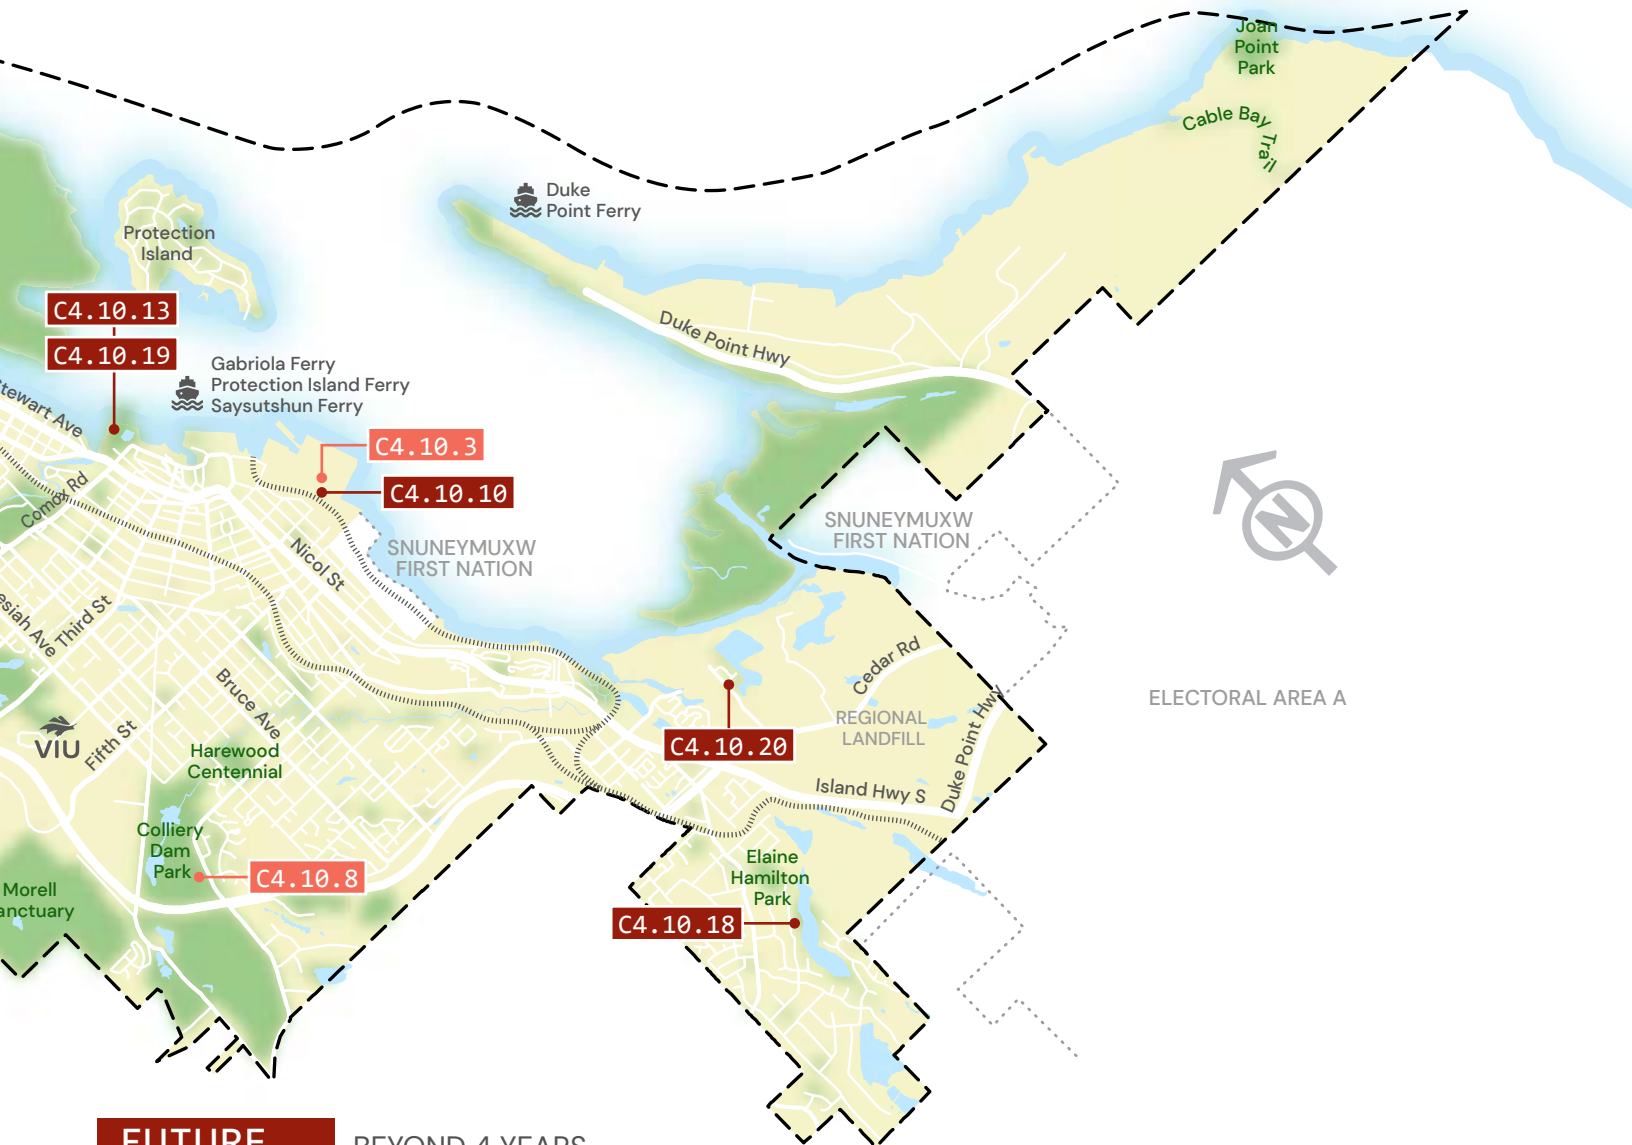 Joan
Point
Park
Cable Bay Trail
Duke
Point Ferry
Protection
Island
C4.10.13
C4.10.19
Duke Point Hwy
Gabriola Ferry
Protection Island Ferry
Saysutshun Ferry
Stewart Ave
C4.10.3
C4.10.10
Comox Rd
SNUNEYMUXW
FIRST NATION
SNUNEYMUXW
FIRST NATION
N
Nicol St
esiah Ave
Third St
Cedar Rd
Bruce Ave
ELECTORAL AREA A
REGIONAL
LANDFILL
Duke Point Hwy
VIU
Fifth St
Harewood
Centennial
C4.10.20
Island Hwy S
Colliery
Dam
Park
C4.10.8
Elaine
Hamilton
Park
Morell
anctuary
C4.10.18
FUTURE
BEYOND 4 YEARS